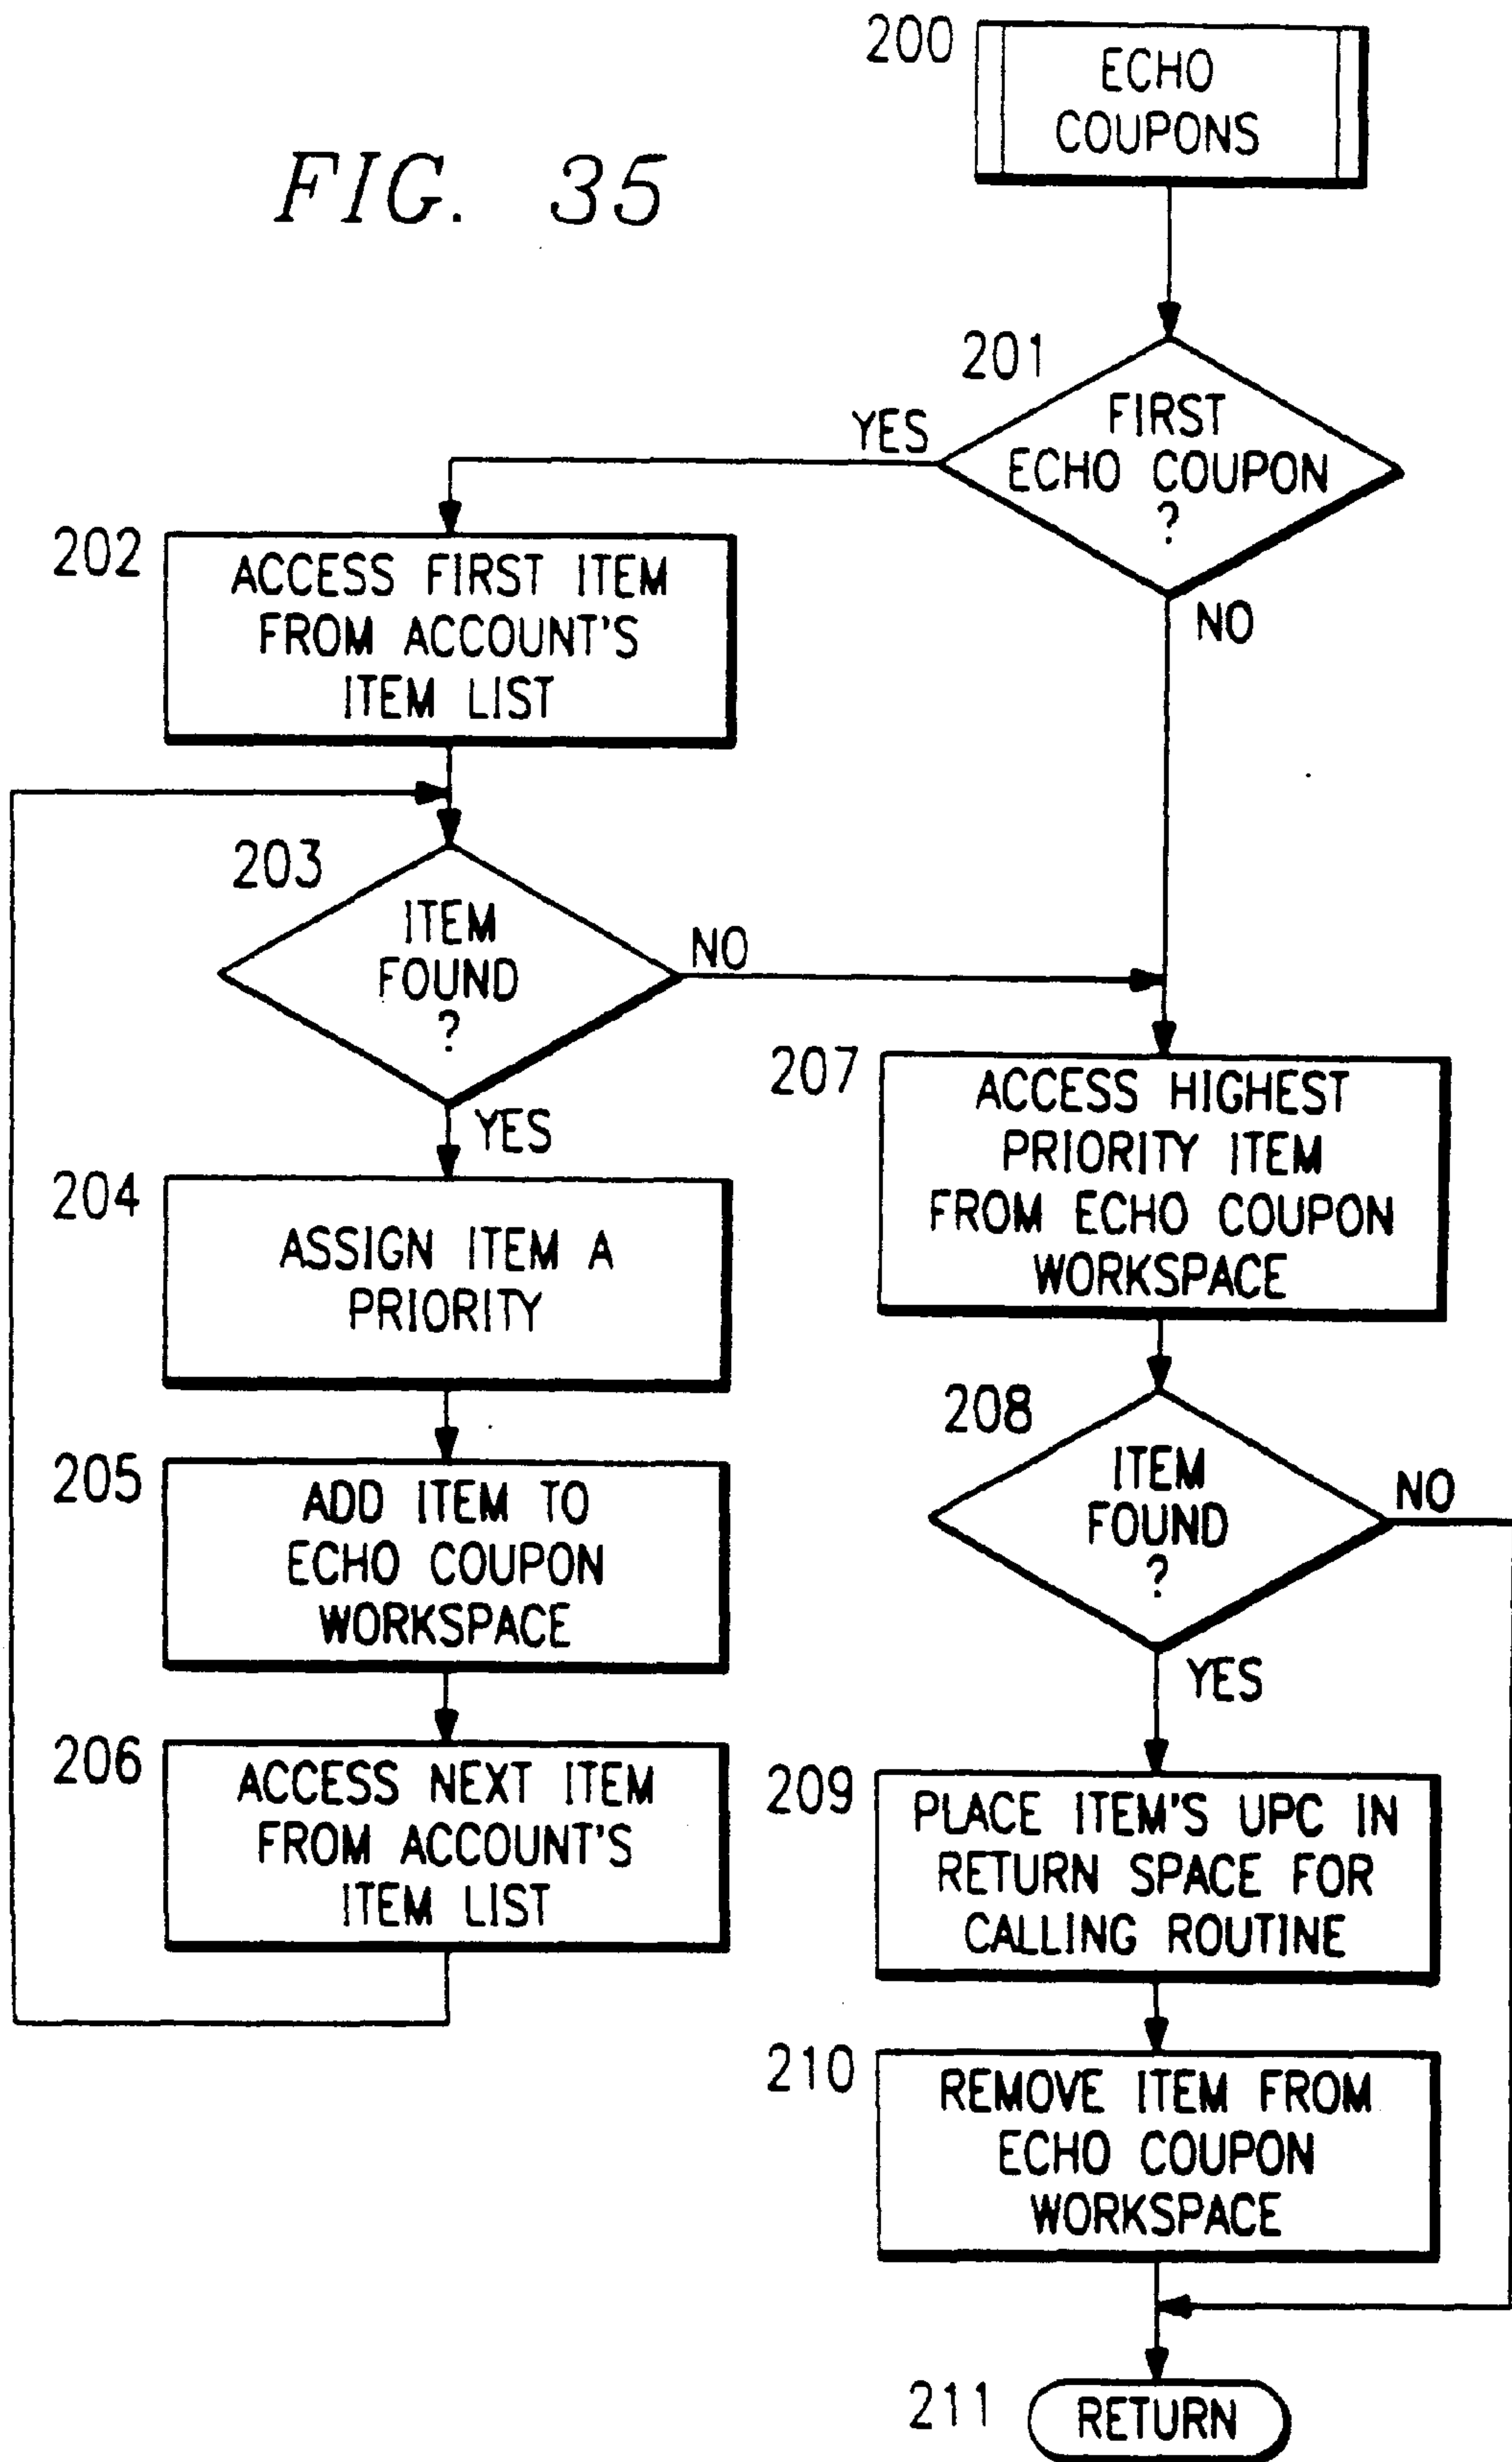 FIG. 35
200
ECHO
COUPONS
201
FIRST
ECHO COUPON
?
YES
NO
202
ACCESS FIRST ITEM
FROM ACCOUNT'S
ITEM LIST
203
ITEM
FOUND
?
NO
YES
204
ASSIGN ITEM A
PRIORITY
205
ADD ITEM TO
ECHO COUPON
WORKSPACE
206
ACCESS NEXT ITEM
FROM ACCOUNT'S
ITEM LIST
207
ACCESS HIGHEST
PRIORITY ITEM
FROM ECHO COUPON
WORKSPACE
208
ITEM
FOUND
?
NO
YES
209
PLACE ITEM'S UPC IN
RETURN SPACE FOR
CALLING ROUTINE
210
REMOVE ITEM FROM
ECHO COUPON
WORKSPACE
211
RETURN